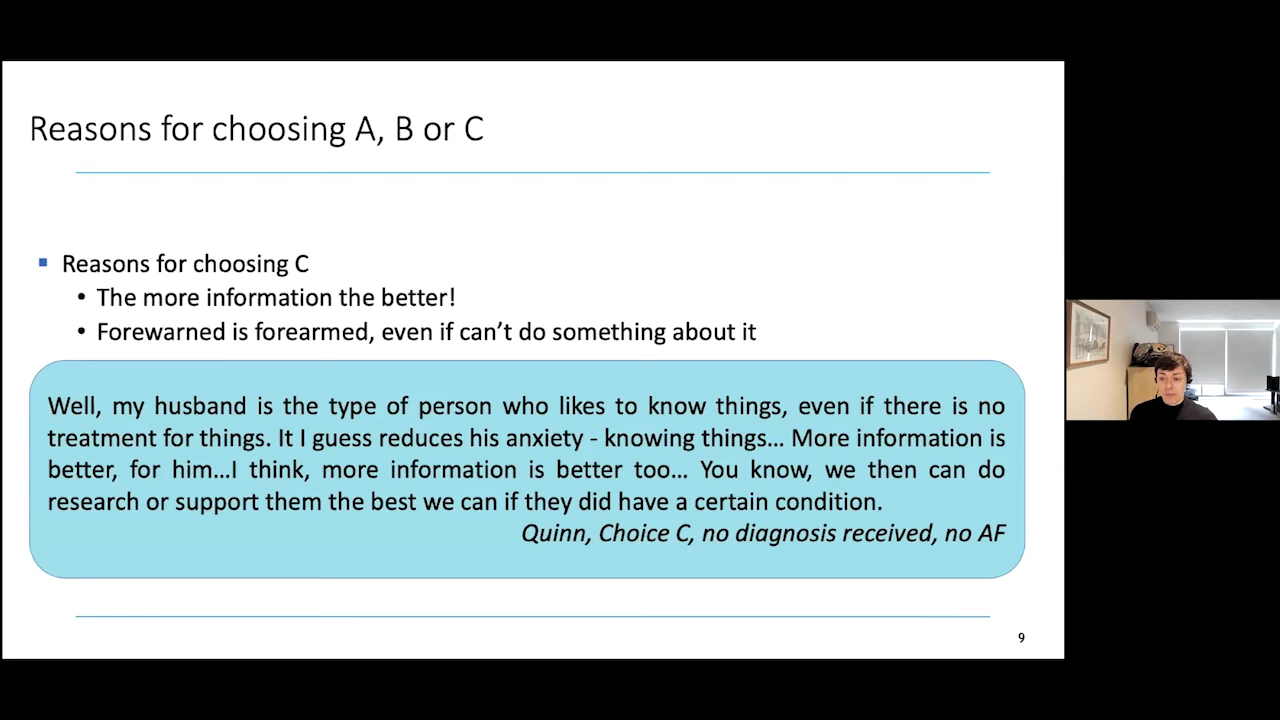 Reasons for choosing A, B or C
▪ Reasons for choosing C
• The more information the better!
• Forewarned is forearmed, even if can’t do something about it
Well, my husband is the type of person who likes to know things, even if there is no
treatment for things. It I guess reduces his anxiety - knowing things… More information is
better, for him…I think, more information is better too… You know, we then can do
research or support them the best we can if they did have a certain condition.
Quinn, Choice C, no diagnosis received, no AF
9